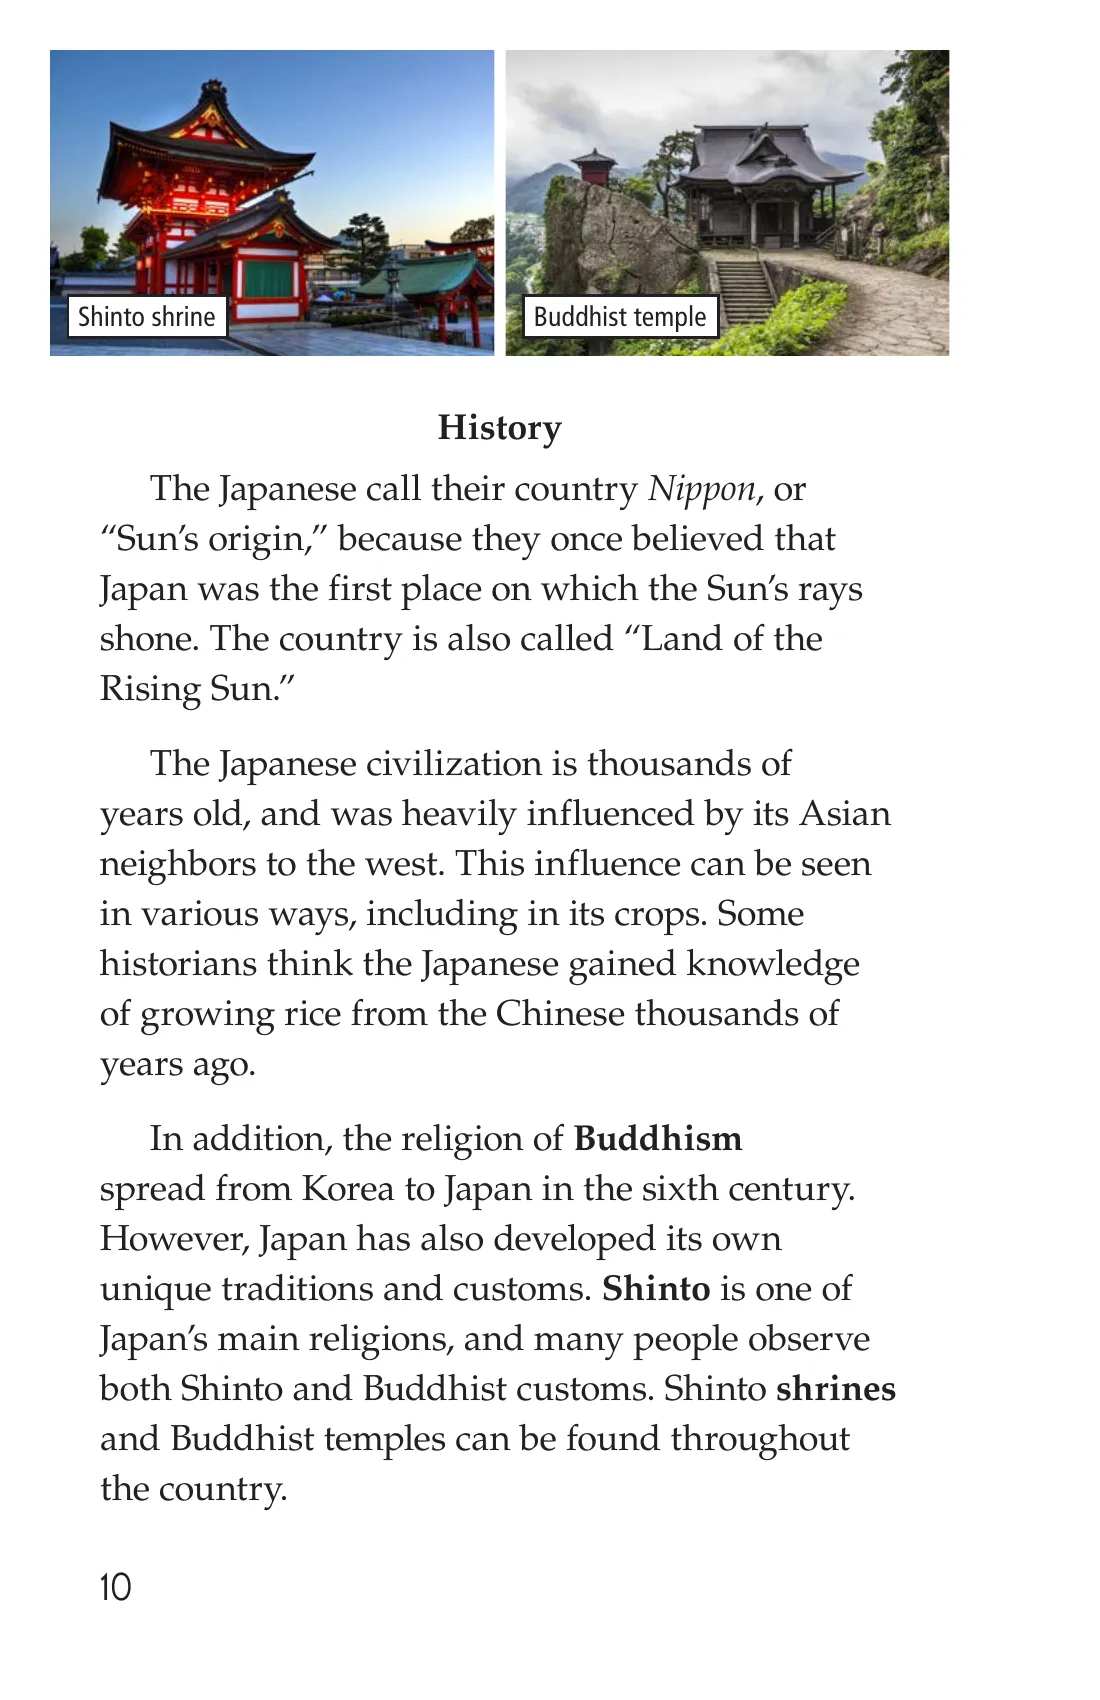 Shinto shrine
Buddhist temple
History
The Japanese call their country Nippon, or
“Sun’s origin,” because they once believed that
Japan was the first place on which the Sun’s rays
shone. The country is also called “Land of the
Rising Sun.”
The Japanese civilization is thousands of
years old, and was heavily influenced by its Asian
neighbors to the west. This influence can be seen
in various ways, including in its crops. Some
historians think the Japanese gained knowledge
of growing rice from the Chinese thousands of
years ago.
In addition, the religion of Buddhism
spread from Korea to Japan in the sixth century.
However, Japan has also developed its own
unique traditions and customs. Shinto is one of
Japan’s main religions, and many people observe
both Shinto and Buddhist customs. Shinto shrines
and Buddhist temples can be found throughout
the country.
10